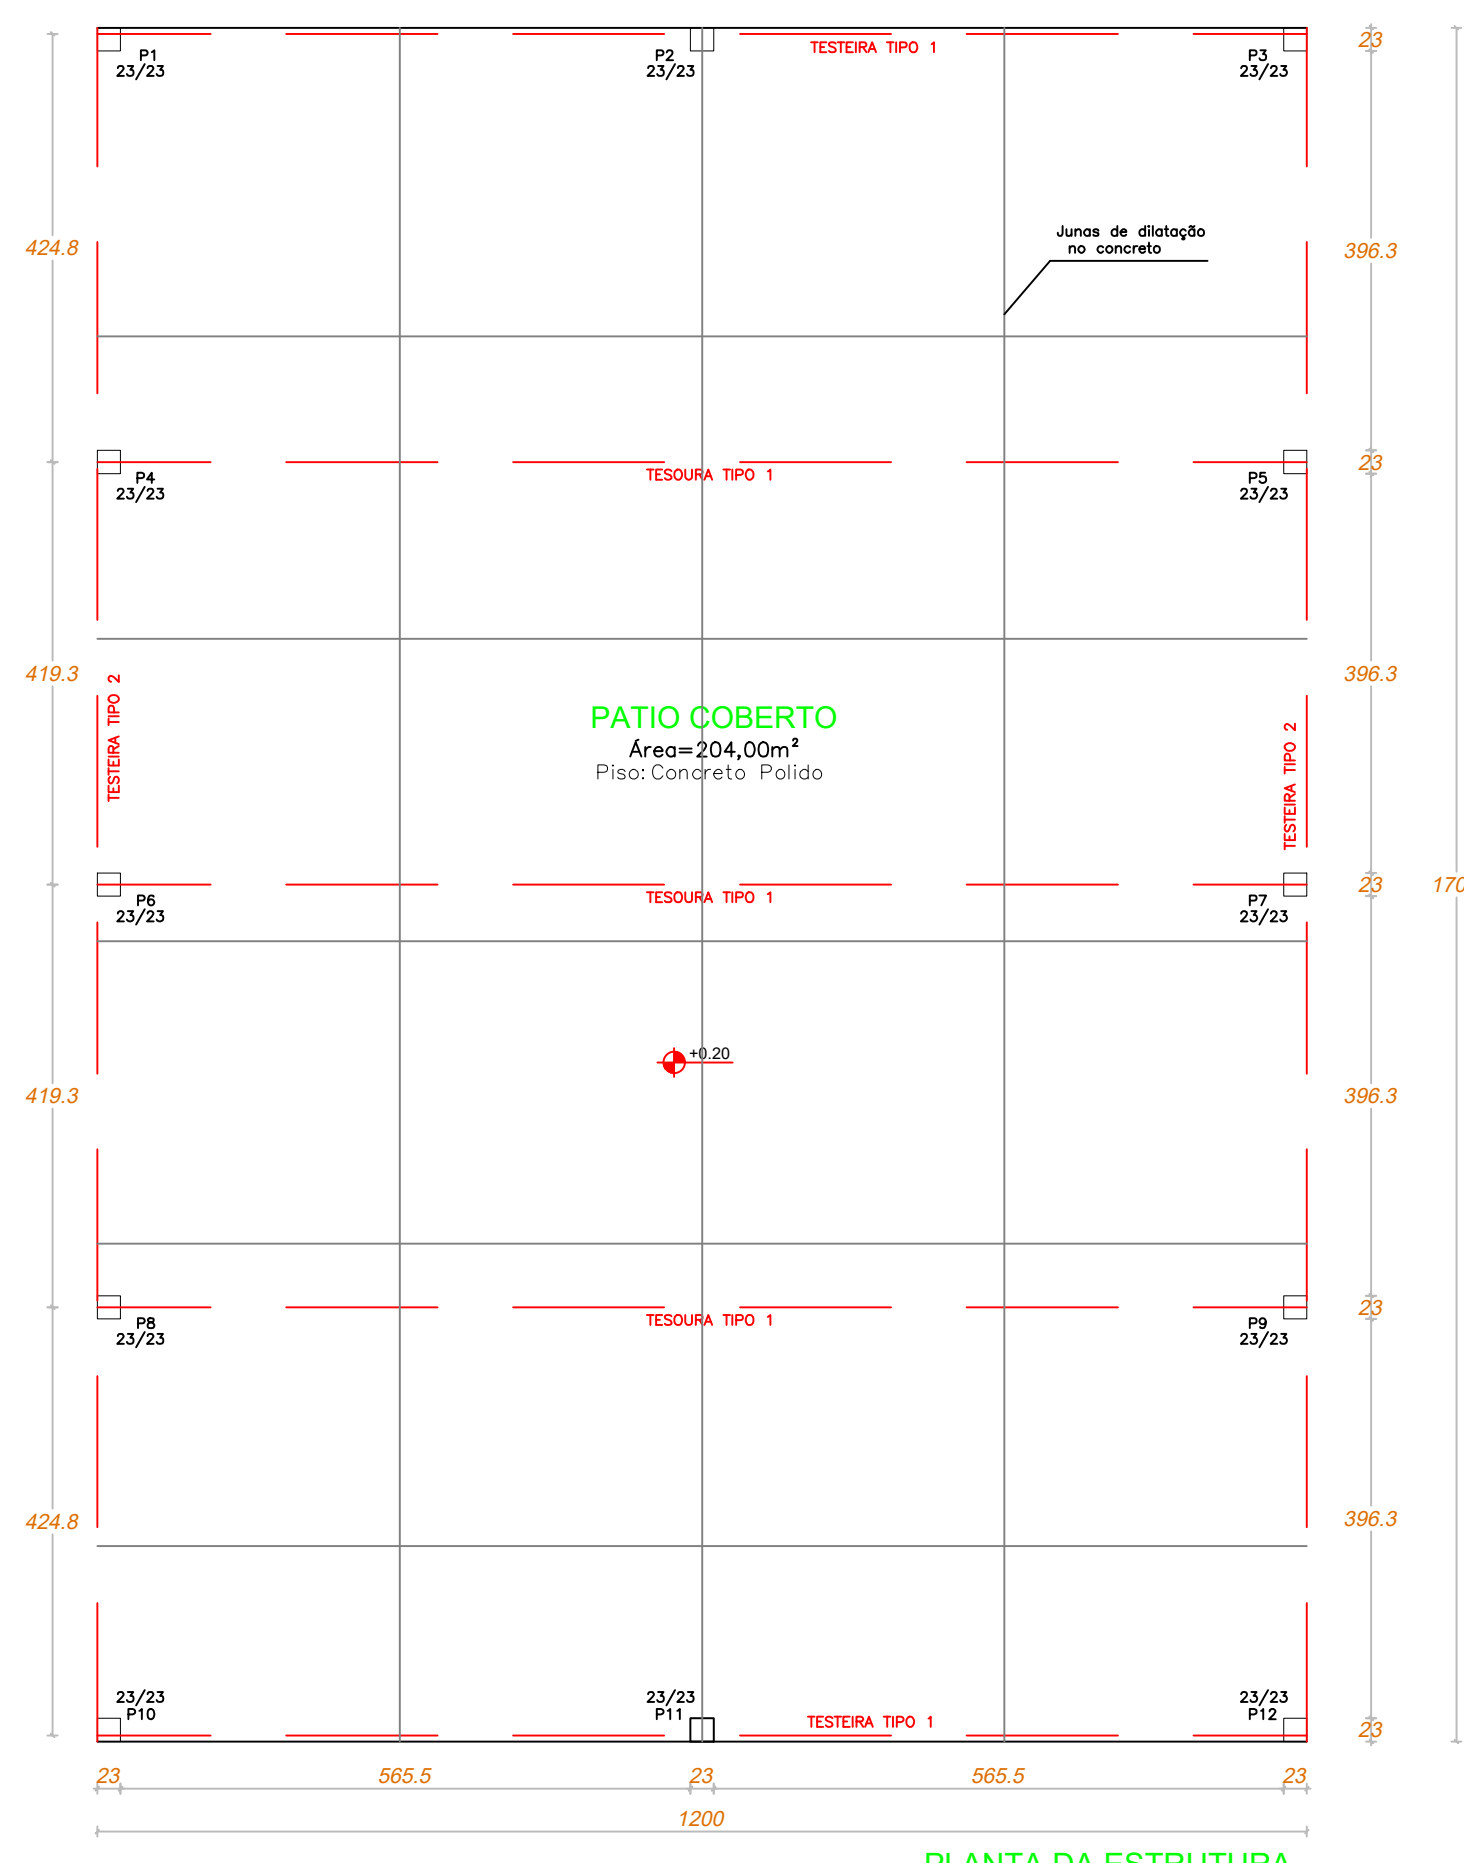 P1
23/23
P2
23/23
TESTEIRA TIPO 1
P3
23/23
23
424.8
Junas de dilatação
no concreto
396.3
P4
23/23
TESOURA TIPO 1
P5
23/23
23
419.3
TESTEIRA TIPO 2
PATIO COBERTO
Área=204,00m²
Piso: Concreto Polido
TESTEIRA TIPO 2
396.3
P6
23/23
TESOURA TIPO 1
P7
23/23
23
170
+0.20
419.3
396.3
P8
23/23
TESOURA TIPO 1
P9
23/23
23
424.8
396.3
23/23
P10
23/23
P11
TESTEIRA TIPO 1
23/23
P12
23
23
565.5
23
565.5
23
1200
PLANTA DA ESTRUTURA